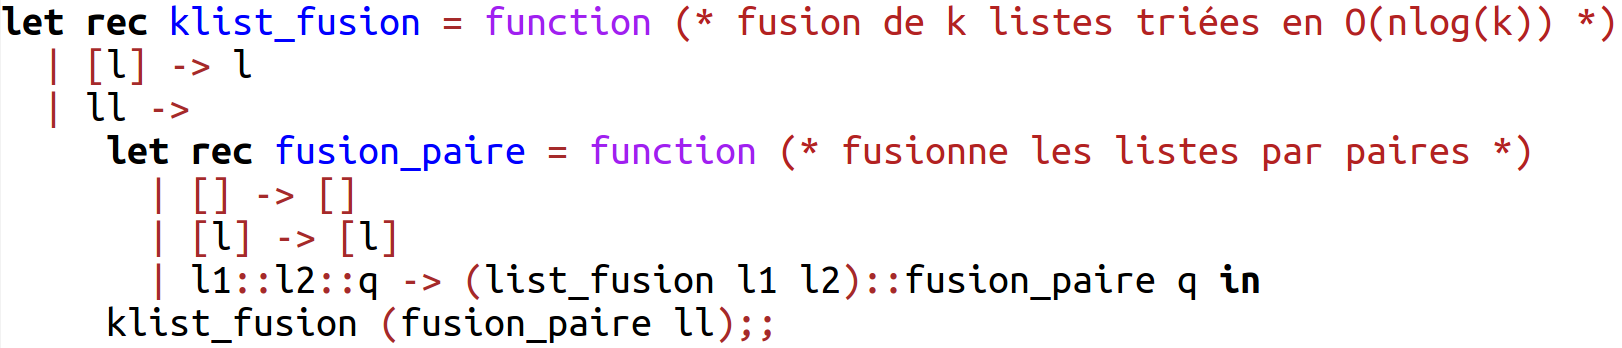 let rec klist_fusion = function (* fusion de k listes triées en O(nlog(k)) *)
  | [l] -> l
  | ll ->
     let rec fusion_paire = function (* fusionne les listes par paires *)
       | [] -> []
       | [l] -> [l]
       | l1::l2::q -> (list_fusion l1 l2)::fusion_paire q in
     klist_fusion (fusion_paire ll);;